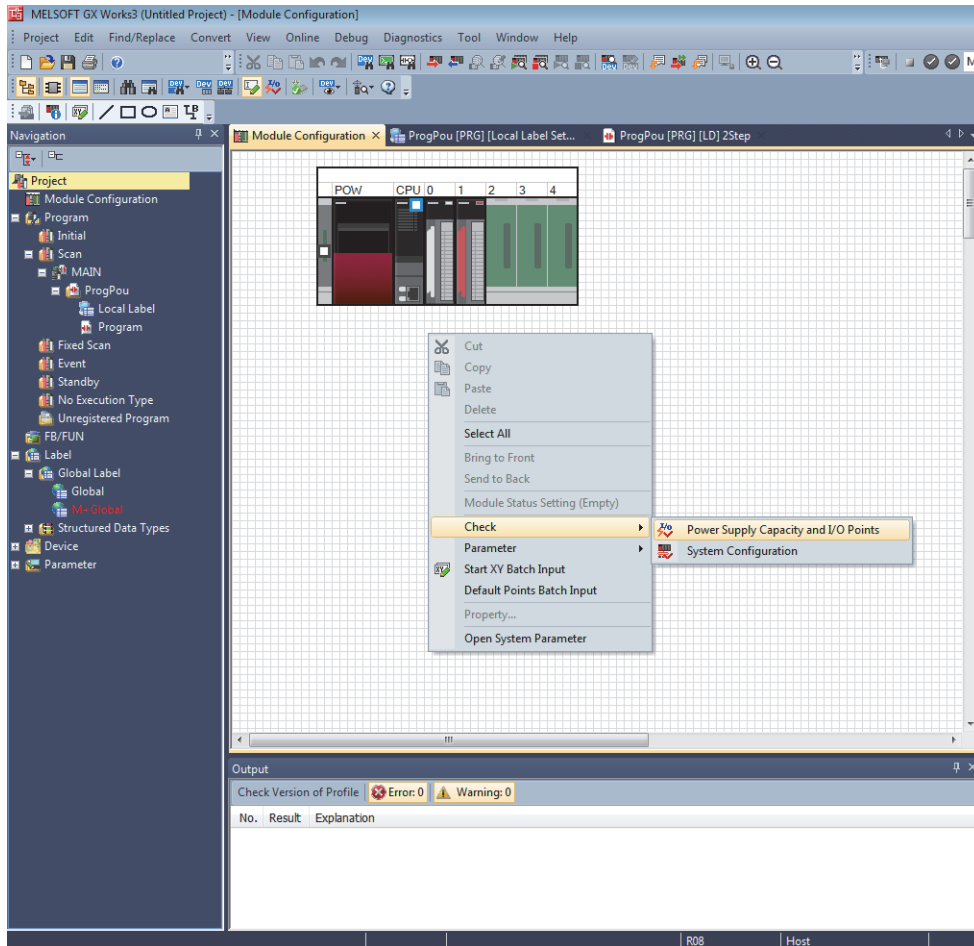 MELSOFT GX Works3 (Untitled Project) - [Module Configuration]
Project Edit Find/Replace Convert View Online Debug Diagnostics Tool Window Help
Navigation
Project
Module Configuration
Program
Initial
Scan
MAIN
ProgPou
Local Label
Program
Fixed Scan
Event
Standby
No Execution Type
Unregistered Program
FB/FUN
Label
Global Label
Global
M+Global
Structured Data Types
Device
Parameter
Module Configuration
ProgPou [PRG] [Local Label Set...
ProgPou [PRG] [LD] 2Step
POW CPU 0 1 2 3 4
Cut
Copy
Paste
Delete
Select All
Bring to Front
Send to Back
Module Status Setting (Empty)
Check
Parameter
Start XY Batch Input
Default Points Batch Input
Property...
Open System Parameter
Power Supply Capacity and I/O Points
System Configuration
Output
Check Version of Profile Error: 0 Warning: 0
No. Result Explanation
R08 Host